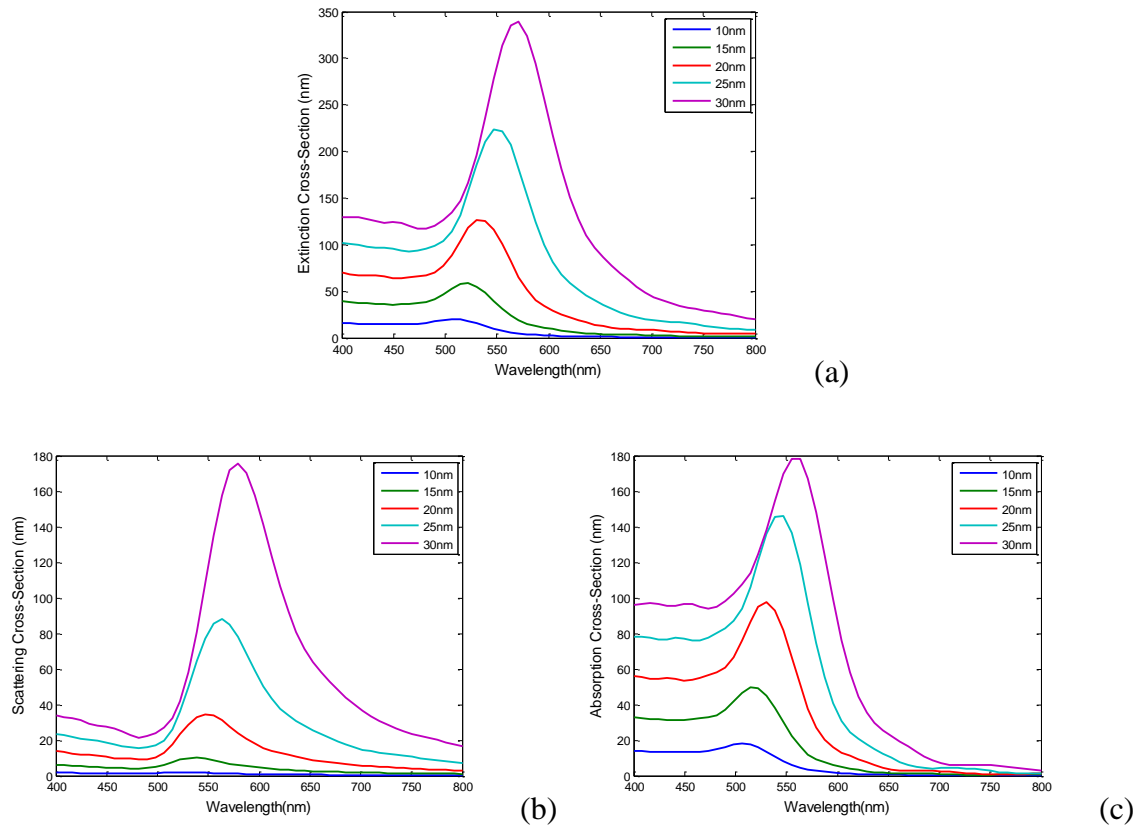 350
300
250
200
150
100
50
0
Extinction Cross-Section (nm)
10nm
15nm
20nm
25nm
30nm
400 450 500 550 600 650 700 750 800
Wavelength(nm)
(a)
180
160
140
120
100
80
60
40
20
0
Scattering Cross-Section (nm)
10nm
15nm
20nm
25nm
30nm
400 450 500 550 600 650 700 750 800
Wavelength(nm)
(b)
180
160
140
120
100
80
60
40
20
0
Absorption Cross-Section (nm)
10nm
15nm
20nm
25nm
30nm
400 450 500 550 600 650 700 750 800
Wavelength(nm)
(c)